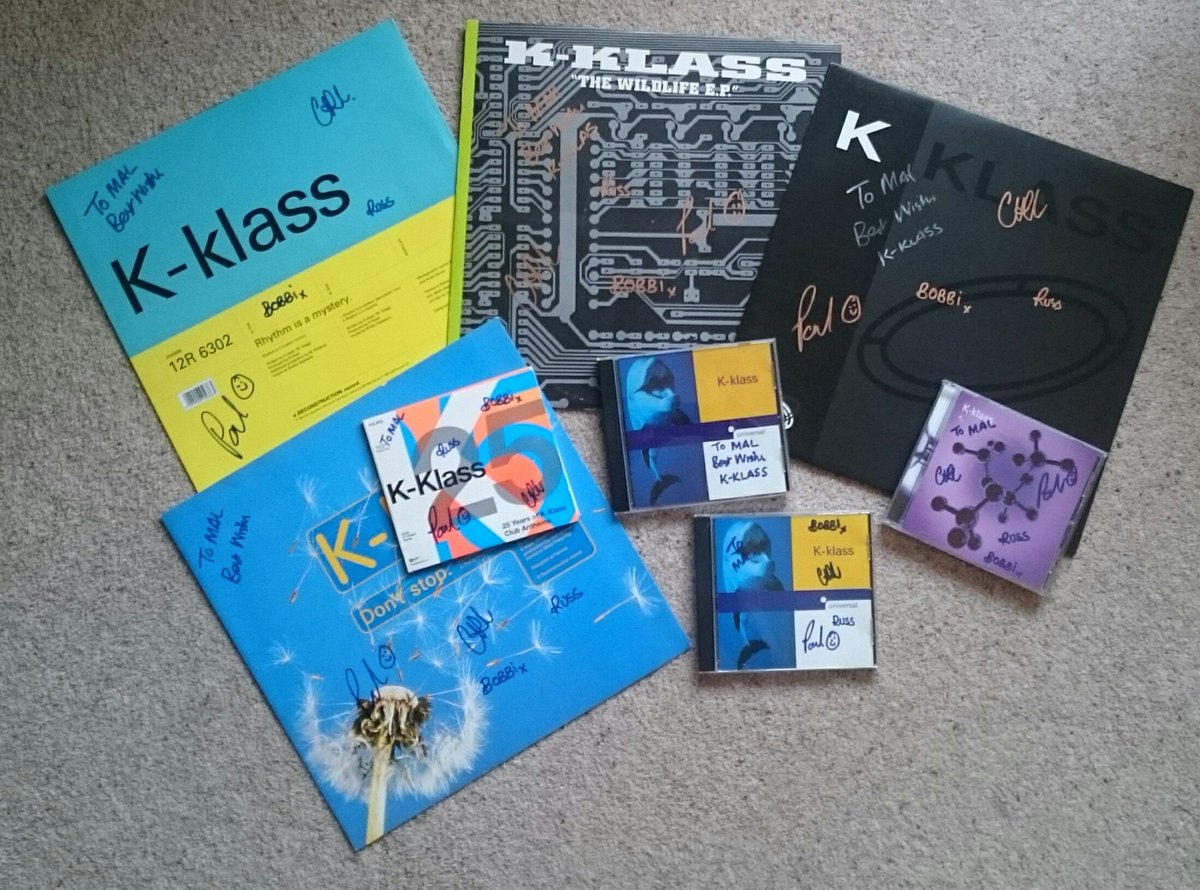 CARL.
To MAL
Best Wishes
K-klass
RUSS
BOBBi x
12R 6302
Rhythm is a mystery.
A DECONSTRUCTION record.
Paul
K-KLASS
"THE WILDLIFE E.P."
K-KLASS
RUSS
Paul
BOBBi x
K KLASS
To MAL
Best Wishes
K-KLASS
CARL
BOBBi x
RUSS
Paul
To MAL
Best Wishes
K-
Don't stop.
CARL
RUSS
Paul
BOBBi x
To MAL
BOBBi x
RUSS
25
K-Klass
CARL
Paul
25 Years of K-Klass
Club Anthems
K-klass
universal
To MAL
Best Wishes
K-KLASS
BOBBi x
To MAL
K-klass
CARL
universal
RUSS
Paul
K-klass
To MAL
CARL
Paul
RUSS
BOBBi x